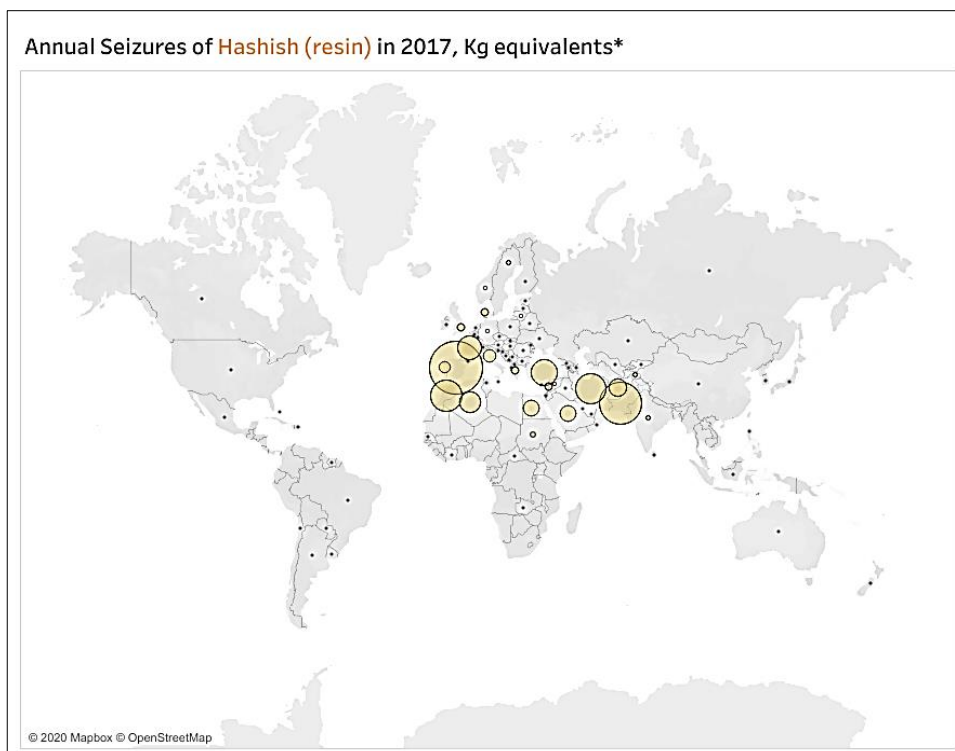 Annual Seizures of Hashish (resin) in 2017, Kg equivalents*
© 2020 Mapbox © OpenStreetMap